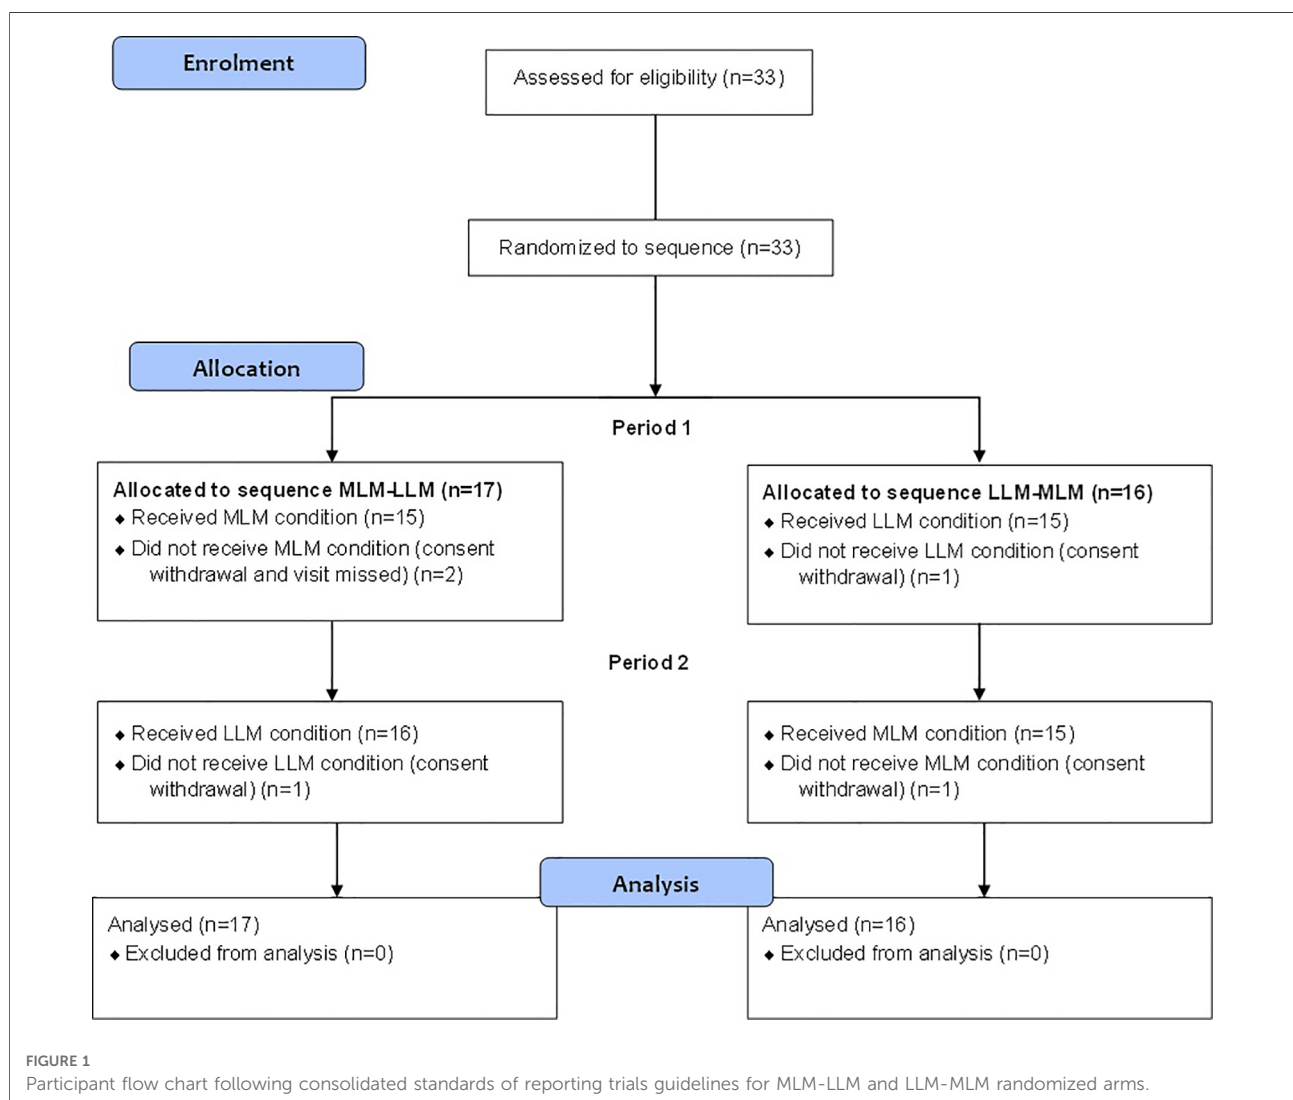 Enrolment
Assessed for eligibility (n=33)
Randomized to sequence (n=33)
Allocation
Period 1
Allocated to sequence MLM-LLM (n=17)
◆ Received MLM condition (n=15)
◆ Did not receive MLM condition (consent
withdrawal and visit missed) (n=2)
Allocated to sequence LLM-MLM (n=16)
◆ Received LLM condition (n=15)
◆ Did not receive LLM condition (consent
withdrawal) (n=1)
Period 2
◆ Received LLM condition (n=16)
◆ Did not receive LLM condition (consent
withdrawal) (n=1)
◆ Received MLM condition (n=15)
◆ Did not receive MLM condition (consent
withdrawal) (n=1)
Analysis
Analysed (n=17)
◆ Excluded from analysis (n=0)
Analysed (n=16)
◆ Excluded from analysis (n=0)
FIGURE 1
Participant flow chart following consolidated standards of reporting trials guidelines for MLM-LLM and LLM-MLM randomized arms.